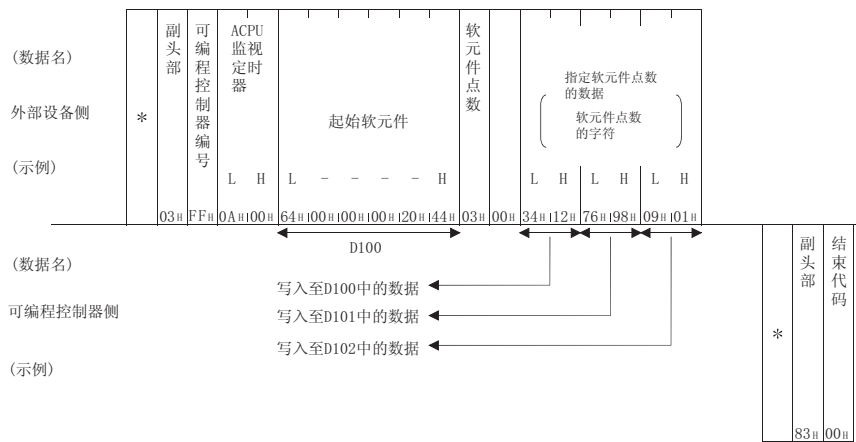 (数据名)
外部设备侧
(示例)
*
副头部
可编程控制器编号
ACPU
监视
定时
器
起始软元件
软元件点数
指定软元件点数
的数据
软元件点数
的字符
L H L - - - - H L H L H L H
03H FFH 0AH 00H 64H 00H 00H 00H 20H 44H 03H 00H 34H 12H 76H 98H 09H 01H
D100
(数据名)
可编程控制器侧
(示例)
写入至D100中的数据
写入至D101中的数据
写入至D102中的数据
*
副头部
结束代码
83H 00H